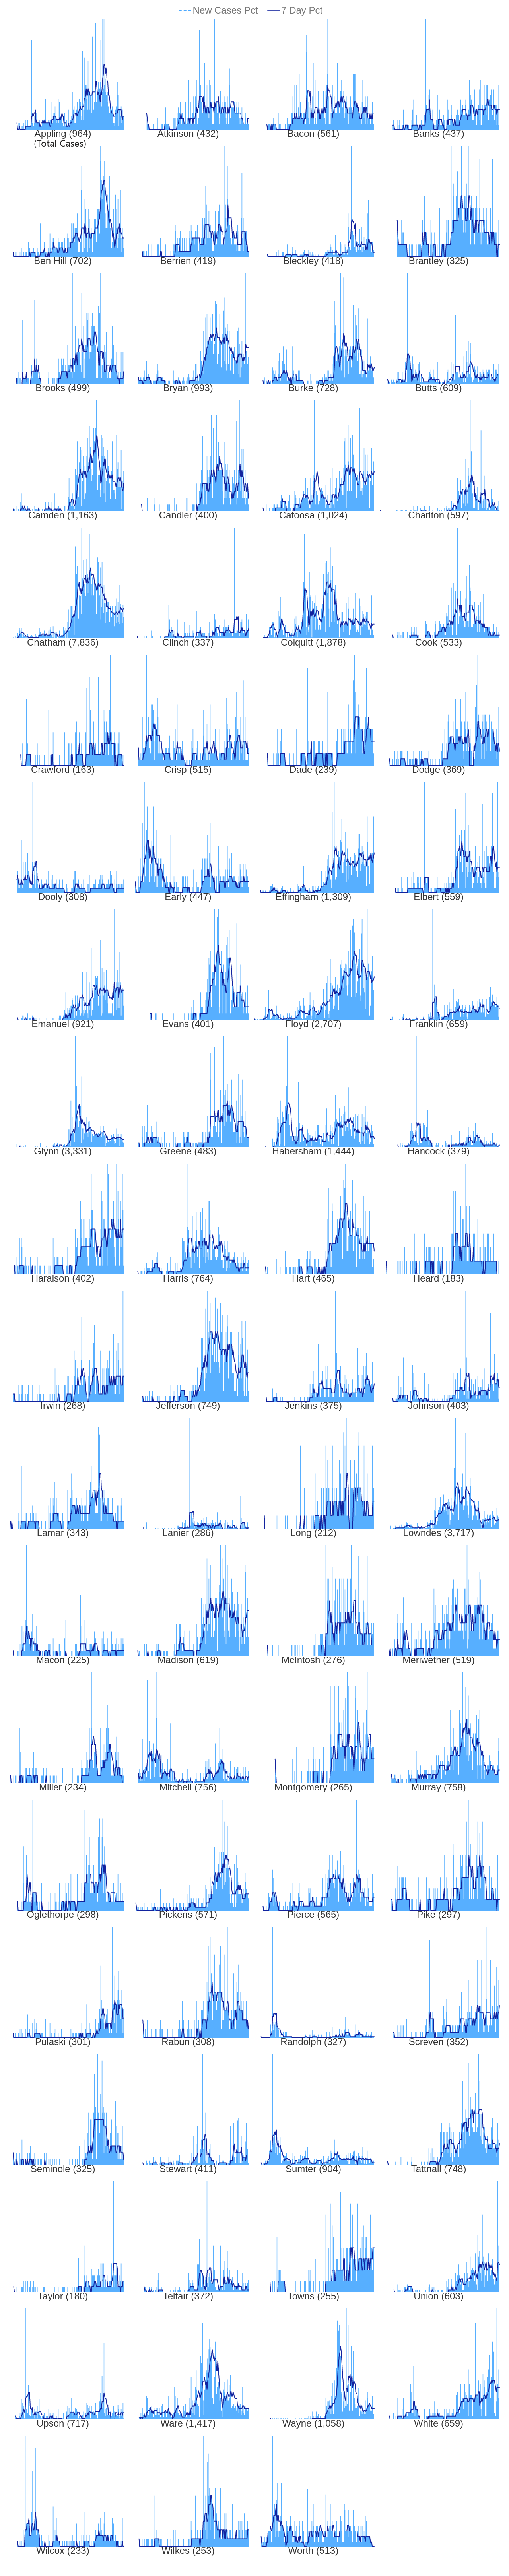 New Cases Pct 7 Day Pct
Appling (964) Atkinson (432) Bacon (561) Banks (437)
(Total Cases)
Ben Hill (702) Berrien (419) Bleckley (418) Brantley (325)
Brooks (499) Bryan (993) Burke (728) Butts (609)
Camden (1,163) Candler (400) Catoosa (1,024) Charlton (597)
Chatham (7,836) Clinch (337) Colquitt (1,878) Cook (533)
Crawford (163) Crisp (515) Dade (239) Dodge (369)
Dooly (308) Early (447) Effingham (1,309) Elbert (559)
Emanuel (921) Evans (401) Floyd (2,707) Franklin (659)
Glynn (3,331) Greene (483) Habersham (1,444) Hancock (379)
Haralson (402) Harris (764) Hart (465) Heard (183)
Irwin (268) Jefferson (749) Jenkins (375) Johnson (403)
Lamar (343) Lanier (286) Long (212) Lowndes (3,717)
Macon (225) Madison (619) McIntosh (276) Meriwether (519)
Miller (234) Mitchell (756) Montgomery (265) Murray (758)
Oglethorpe (298) Pickens (571) Pierce (565) Pike (297)
Pulaski (301) Rabun (308) Randolph (327) Screven (352)
Seminole (325) Stewart (411) Sumter (904) Tattnall (748)
Taylor (180) Telfair (372) Towns (255) Union (603)
Upson (717) Ware (1,417) Wayne (1,058) White (659)
Wilcox (233) Wilkes (253) Worth (513)